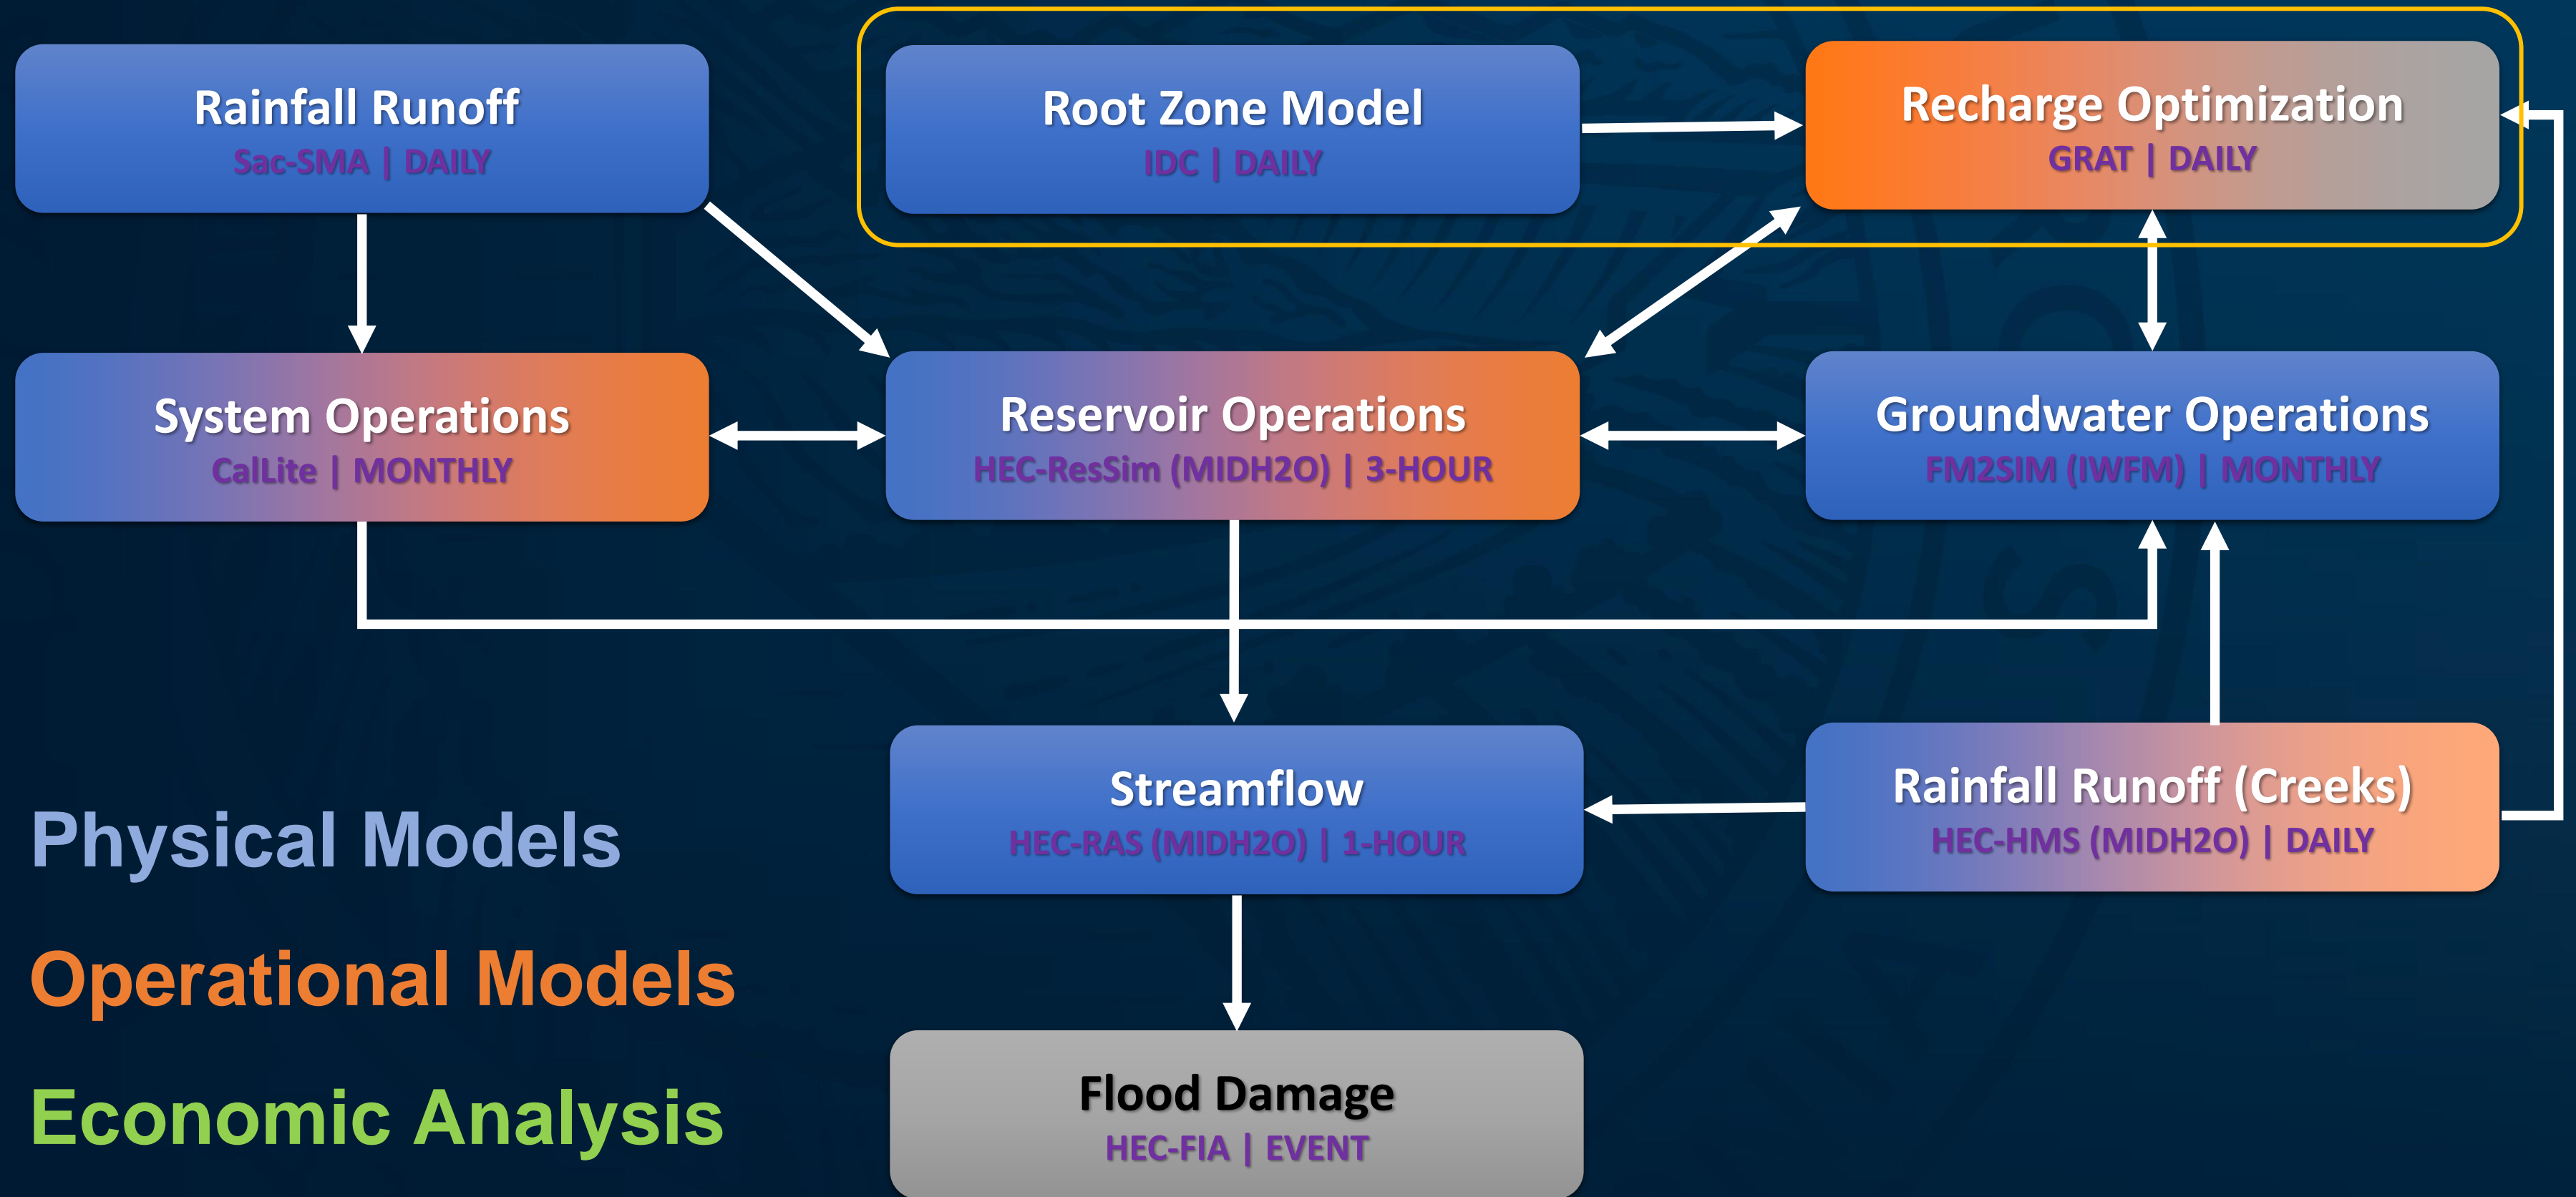 Rainfall Runoff
Sac-SMA | DAILY
Root Zone Model
IDC | DAILY
Recharge Optimization
GRAT | DAILY
System Operations
CalLite | MONTHLY
Reservoir Operations
HEC-ResSim (MIDH2O) | 3-HOUR
Groundwater Operations
FM2SIM (IWFM) | MONTHLY
Streamflow
HEC-RAS (MIDH2O) | 1-HOUR
Rainfall Runoff (Creeks)
HEC-HMS (MIDH2O) | DAILY
Physical Models
Operational Models
Economic Analysis
Flood Damage
HEC-FIA | EVENT